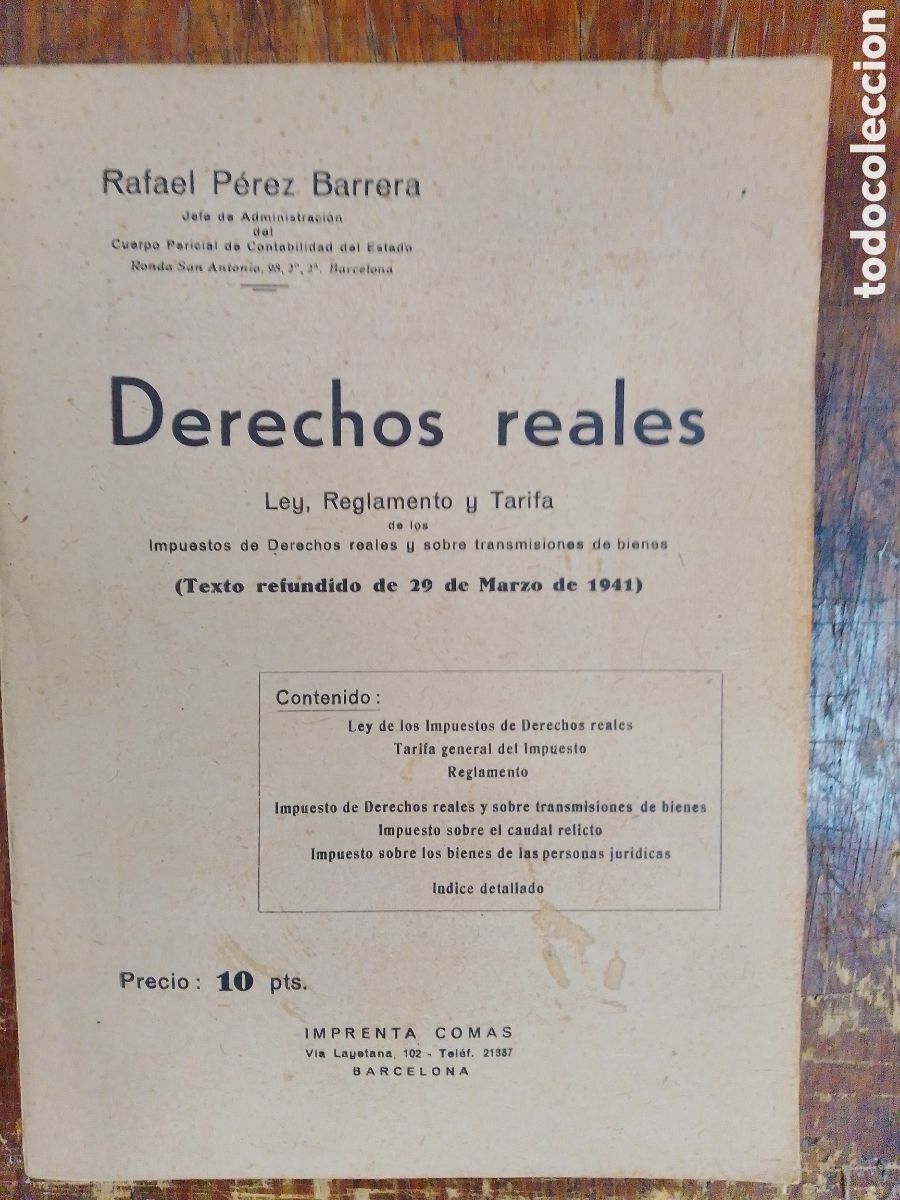 Rafael Pérez Barrera
Jefe de Administración
del
Cuerpo Pericial de Contabilidad del Estado
Ronda San Antonio, 98, 2º, 2ª. Barcelona
Derechos reales
Ley, Reglamento y Tarifa
de los
Impuestos de Derechos reales y sobre transmisiones de bienes
(Texto refundido de 29 de Marzo de 1941)
Contenido:
Ley de los Impuestos de Derechos reales
Tarifa general del Impuesto
Reglamento
Impuesto de Derechos reales y sobre transmisiones de bienes
Impuesto sobre el caudal relicto
Impuesto sobre los bienes de las personas jurídicas
Indice detallado
Precio: 10 pts.
IMPRENTA COMAS
Vía Layetana, 102 - Teléf. 21387
BARCELONA
todocoleccion